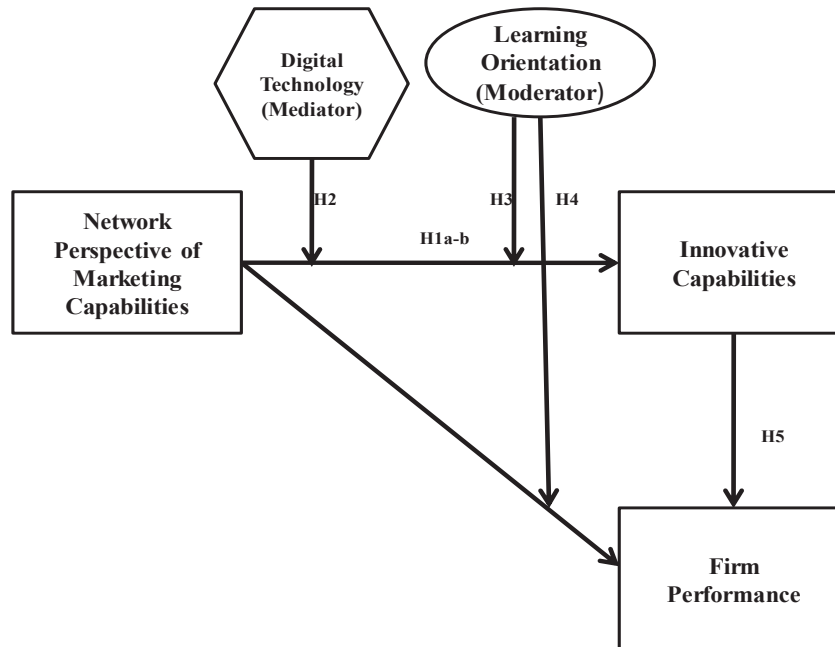 Digital
Technology
(Mediator)
Learning
Orientation
(Moderator)
H2
H3
H4
Network
Perspective of
Marketing
Capabilities
H1a-b
Innovative
Capabilities
H5
Firm
Performance